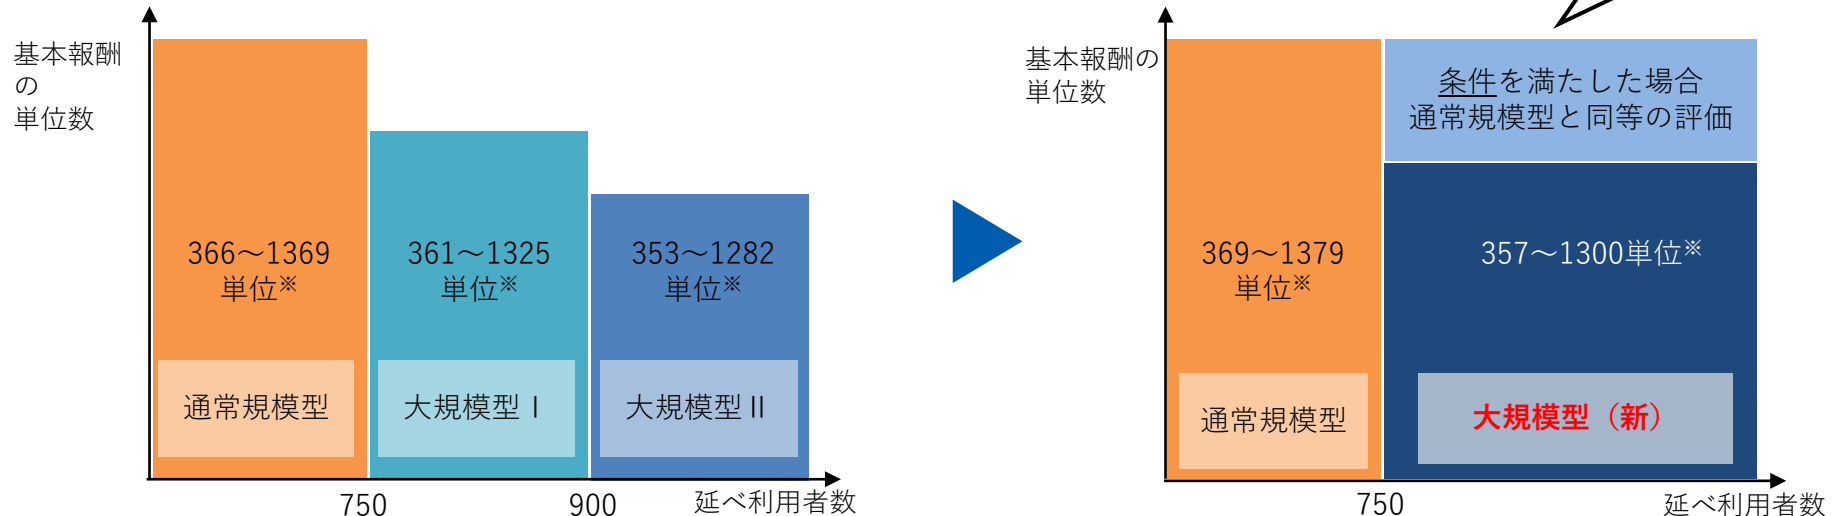 基本報酬
の
単位数
366～1369
単位※
361～1325
単位※
353～1282
単位※
通常規模型
大規模型Ⅰ
大規模型Ⅱ
750
900
延べ利用者数
基本報酬の
単位数
条件を満たした場合
通常規模型と同等の評価
369～1379
単位※
357～1300単位※
通常規模型
大規模型（新）
750
延べ利用者数